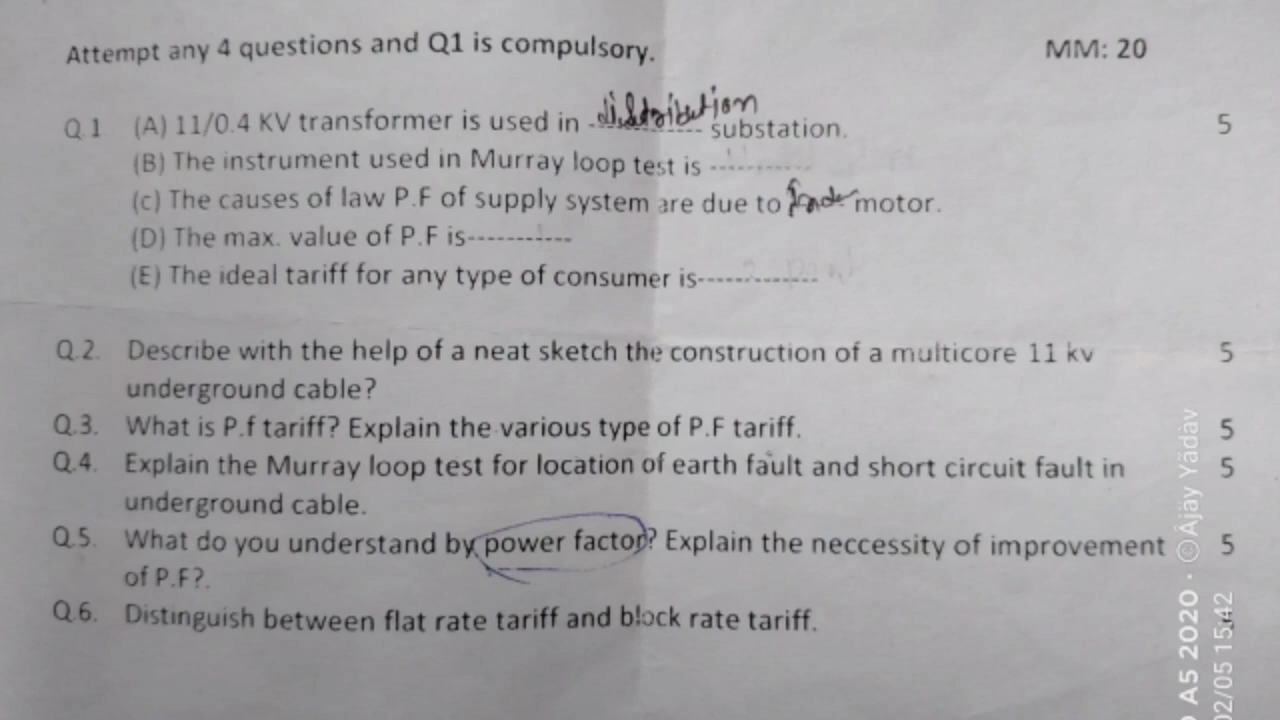 Attempt any 4 questions and Q1 is compulsory. MM: 20
Q.1 (A) 11/0.4 KV transformer is used in distribution substation. 5
(B) The instrument used in Murray loop test is ------------
(c) The causes of law P.F of supply system are due to motor.
(D) The max. value of P.F is-----------
(E) The ideal tariff for any type of consumer is-------------
Q.2. Describe with the help of a neat sketch the construction of a multicore 11 kv 5
underground cable?
Q.3. What is P.f tariff? Explain the various type of P.F tariff. 5
Q.4. Explain the Murray loop test for location of earth fault and short circuit fault in 5
underground cable.
Q.5. What do you understand by power factor? Explain the neccessity of improvement 5
of P.F?.
Q.6. Distinguish between flat rate tariff and block rate tariff.
A5 2020 · ©Âjay Yädàv
02/05 15:42